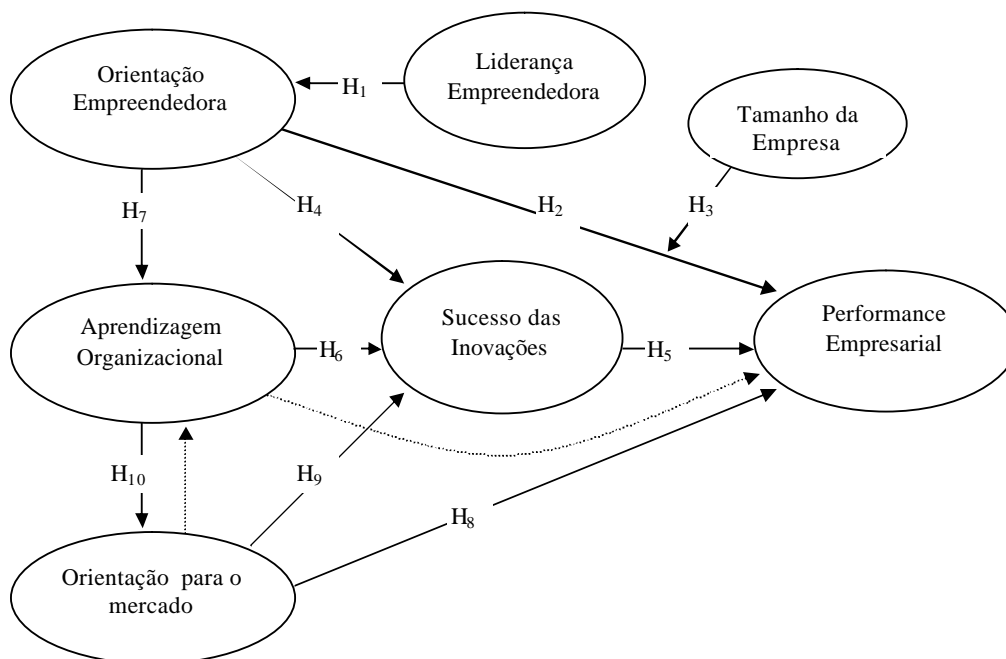 Orientação
Empreendedora
H1
Liderança
Empreendedora
Tamanho da
Empresa
H7
H4
H2
H3
Aprendizagem
Organizacional
H6
Sucesso das
Inovações
H5
Performance
Empresarial
H10
H9
H8
Orientação para o
mercado